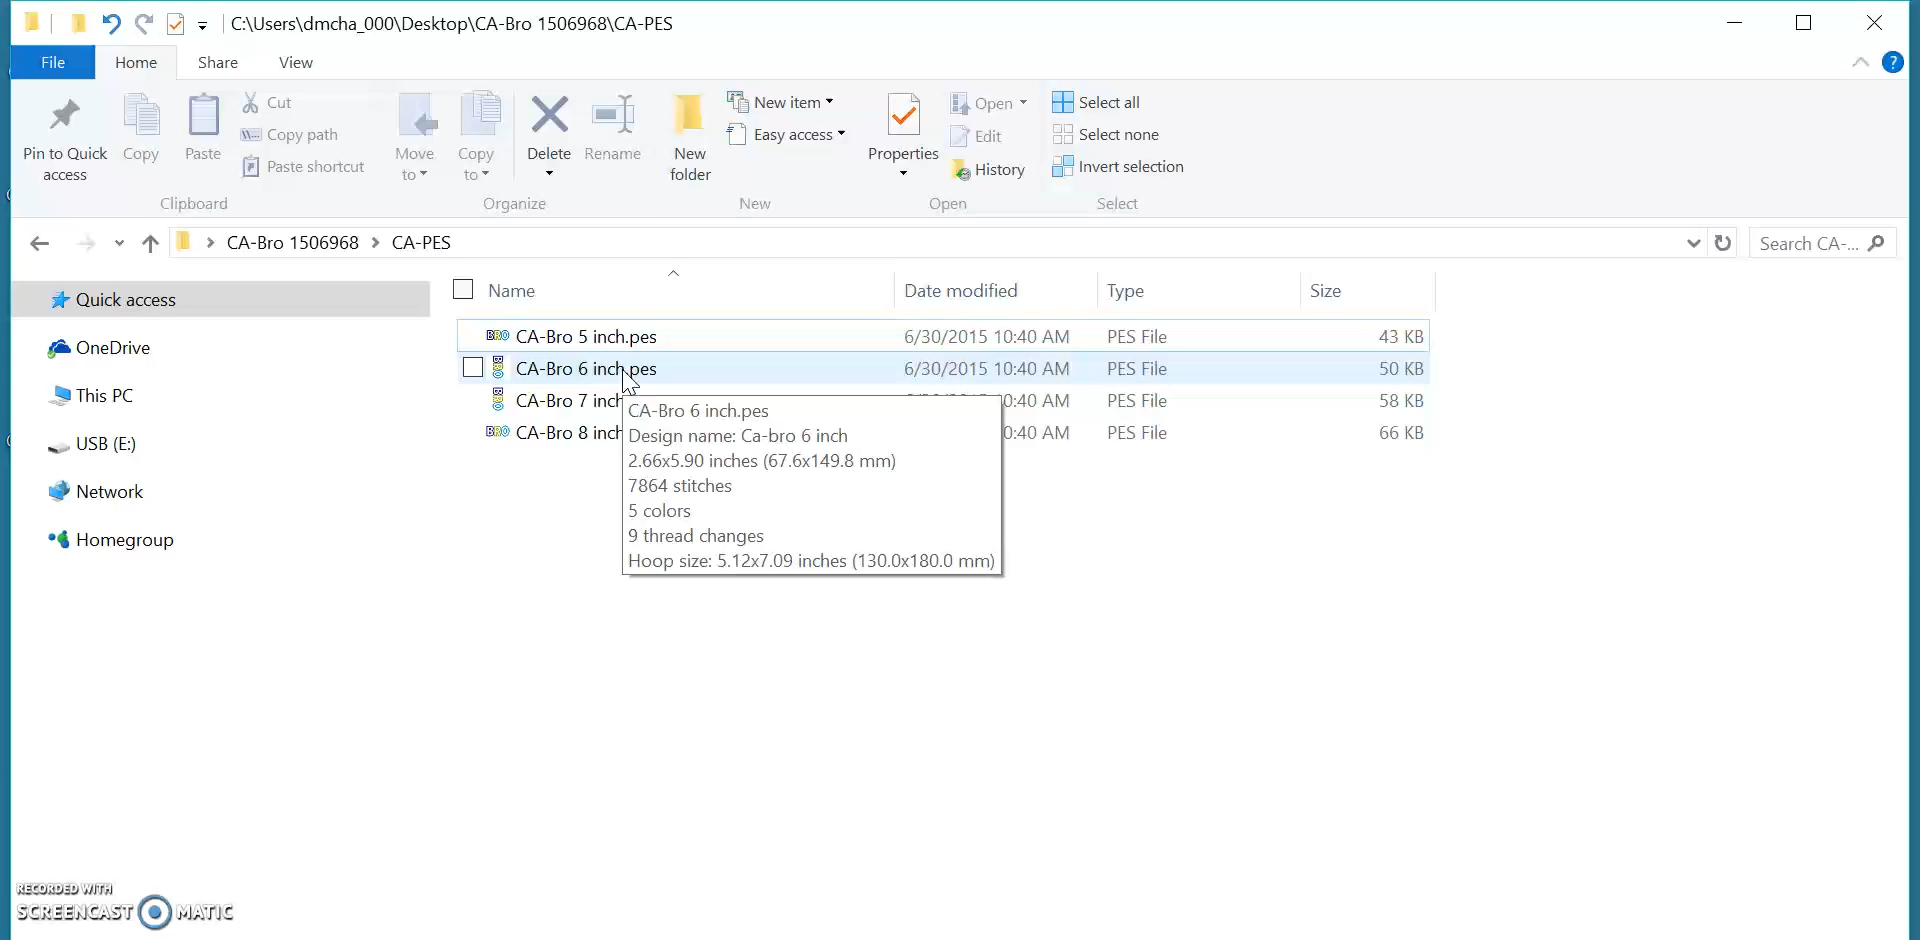 C:\Users\dmcha_000\Desktop\CA-Bro 1506968\CA-PES
File Home Share View
?
Pin to Quick access
Copy
Paste
Cut
Copy path
Paste shortcut
Clipboard
Move to
Copy to
Delete
Rename
Organize
New folder
New item
Easy access
New
Properties
Open
Edit
History
Open
Select all
Select none
Invert selection
Select
CA-Bro 1506968 > CA-PES
Search CA-...
Quick access
OneDrive
This PC
USB (E:)
Network
Homegroup
Name Date modified Type Size
BRO CA-Bro 5 inch.pes 6/30/2015 10:40 AM PES File 43 KB
CA-Bro 6 inch.pes 6/30/2015 10:40 AM PES File 50 KB
CA-Bro 7 inch 0:40 AM PES File 58 KB
BRO CA-Bro 8 inch 0:40 AM PES File 66 KB
CA-Bro 6 inch.pes
Design name: Ca-bro 6 inch
2.66x5.90 inches (67.6x149.8 mm)
7864 stitches
5 colors
9 thread changes
Hoop size: 5.12x7.09 inches (130.0x180.0 mm)
RECORDED WITH
SCREENCAST MATIC